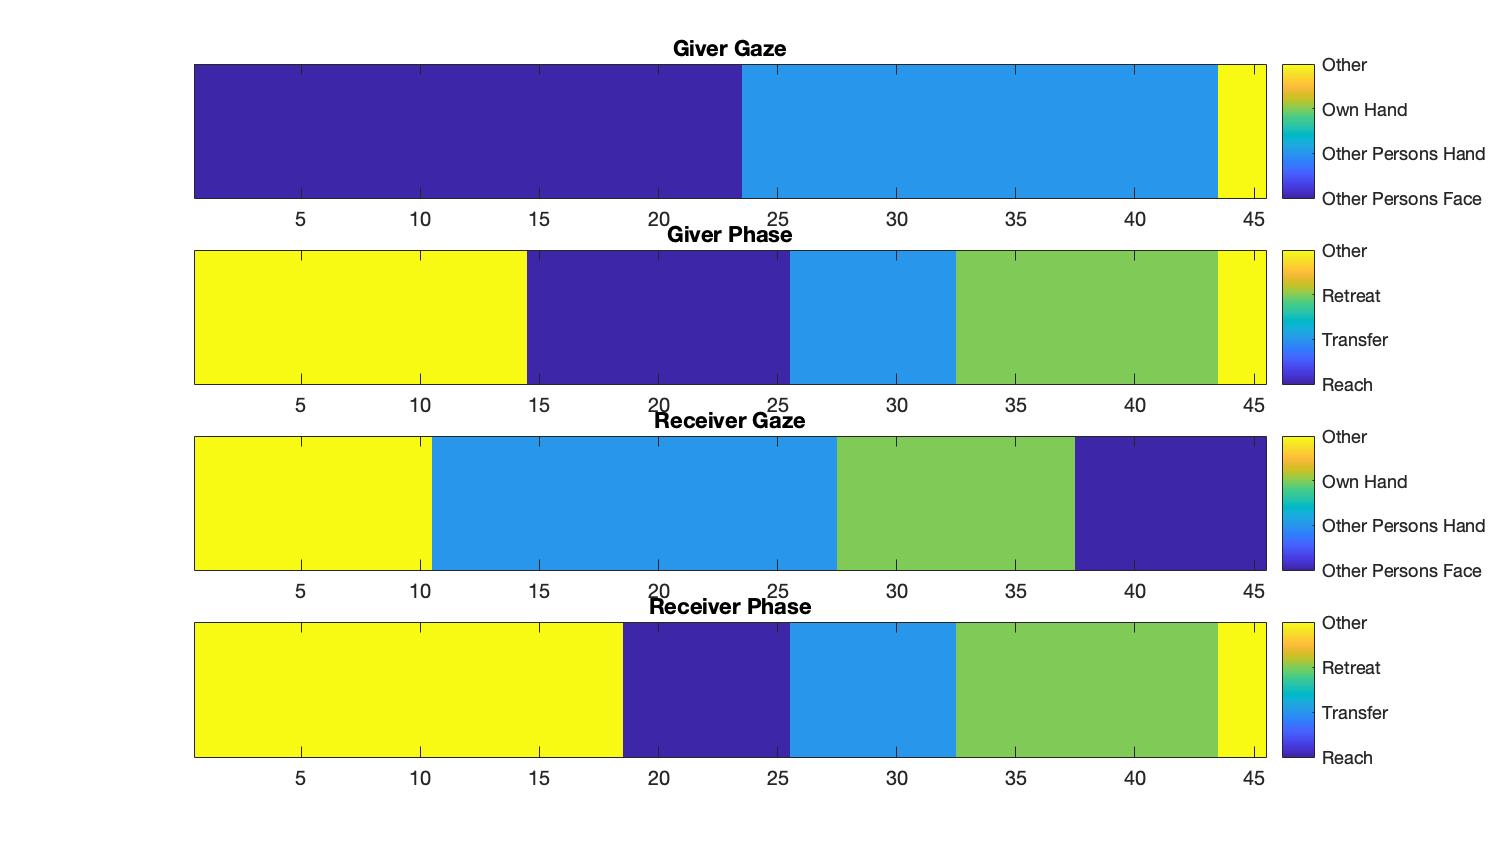 Giver Gaze
Other
Own Hand
Other Persons Hand
Other Persons Face
5 10 15 20 25 30 35 40 45
Giver Phase
Other
Retreat
Transfer
Reach
5 10 15 20 25 30 35 40 45
Receiver Gaze
Other
Own Hand
Other Persons Hand
Other Persons Face
5 10 15 20 25 30 35 40 45
Receiver Phase
Other
Retreat
Transfer
Reach
5 10 15 20 25 30 35 40 45